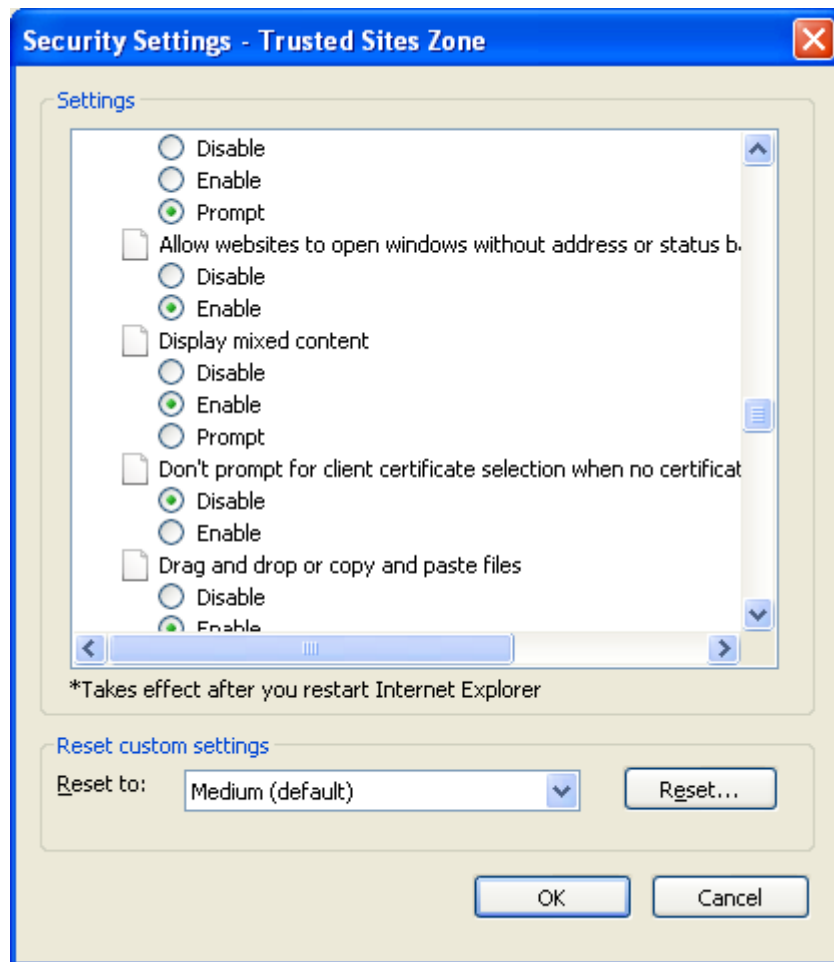 Security Settings - Trusted Sites Zone
Settings
Disable
Enable
Prompt
Allow websites to open windows without address or status ba
Disable
Enable
Display mixed content
Disable
Enable
Prompt
Don't prompt for client certificate selection when no certificat
Disable
Enable
Drag and drop or copy and paste files
Disable
Enable
*Takes effect after you restart Internet Explorer
Reset custom settings
Reset to:
Medium (default)
Reset...
OK
Cancel